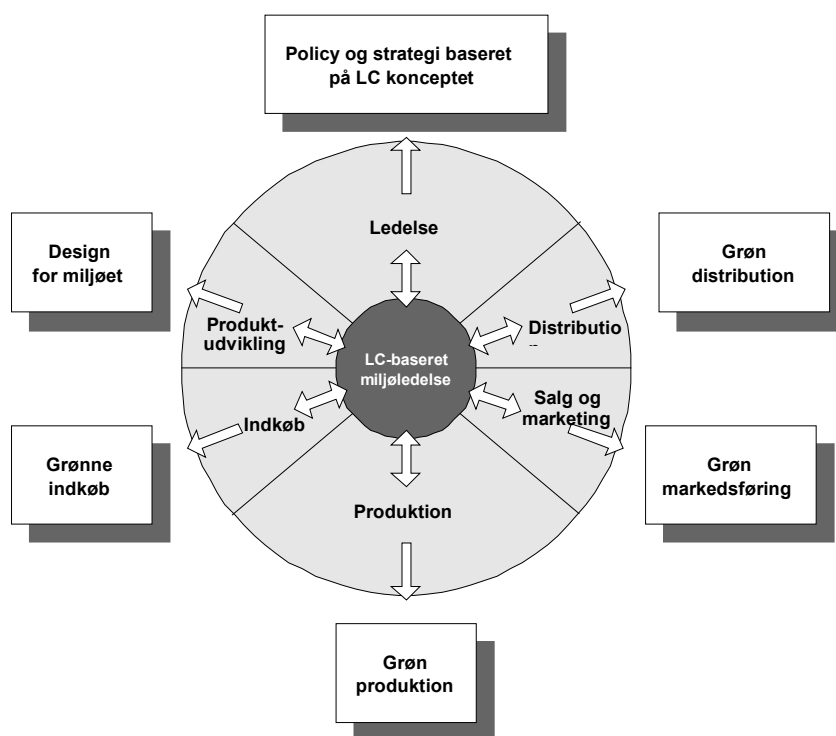 Policy og strategi baseret
på LC konceptet
Ledelse
Design
for miljøet
Grøn
distribution
Produkt-
udvikling
Distributio
LC-baseret
miljøledelse
Salg og
marketing
Indkøb
Grønne
indkøb
Grøn
markedsføring
Produktion
Grøn
produktion